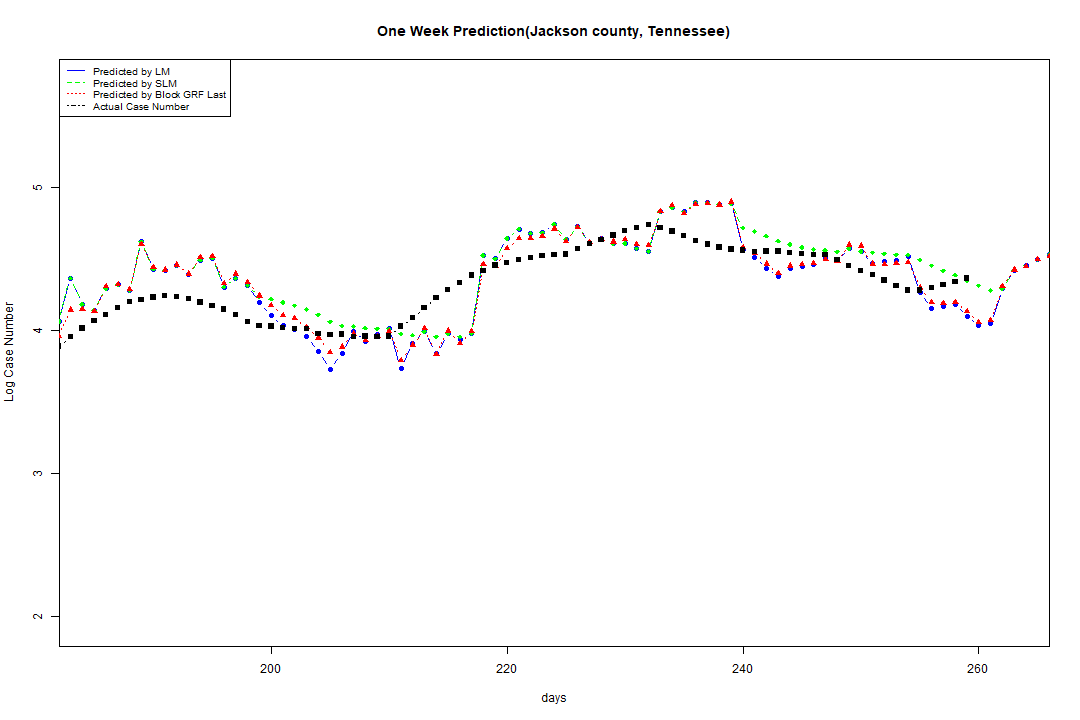 One Week Prediction(Jackson county, Tennessee)
Predicted by LM
Predicted by SLM
Predicted by Block GRF Last
Actual Case Number
5
4
3
2
Log Case Number
200
220
240
260
days